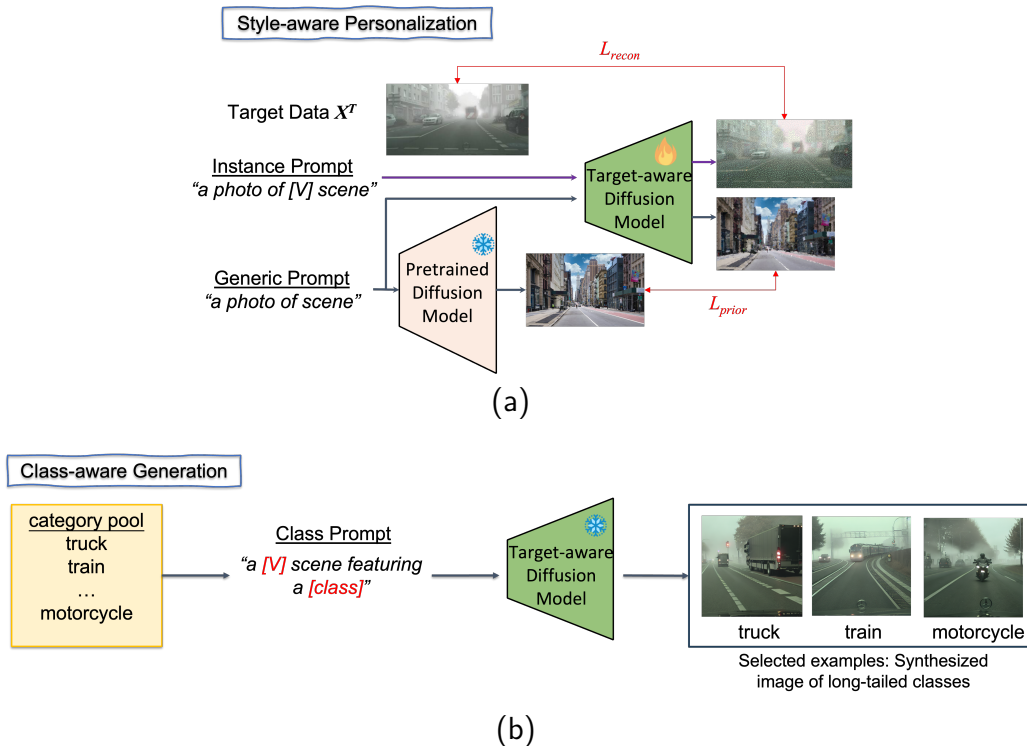 Style-aware Personalization
L_recon
Target Data X^T
Instance Prompt
“a photo of [V] scene”
Target-aware
Diffusion
Model
Generic Prompt
“a photo of scene”
Pretrained
Diffusion
Model
L_prior
(a)
Class-aware Generation
category pool
truck
train
...
motorcycle
Class Prompt
“a [V] scene featuring
a [class]”
Target-aware
Diffusion
Model
truck train motorcycle
Selected examples: Synthesized
image of long-tailed classes
(b)